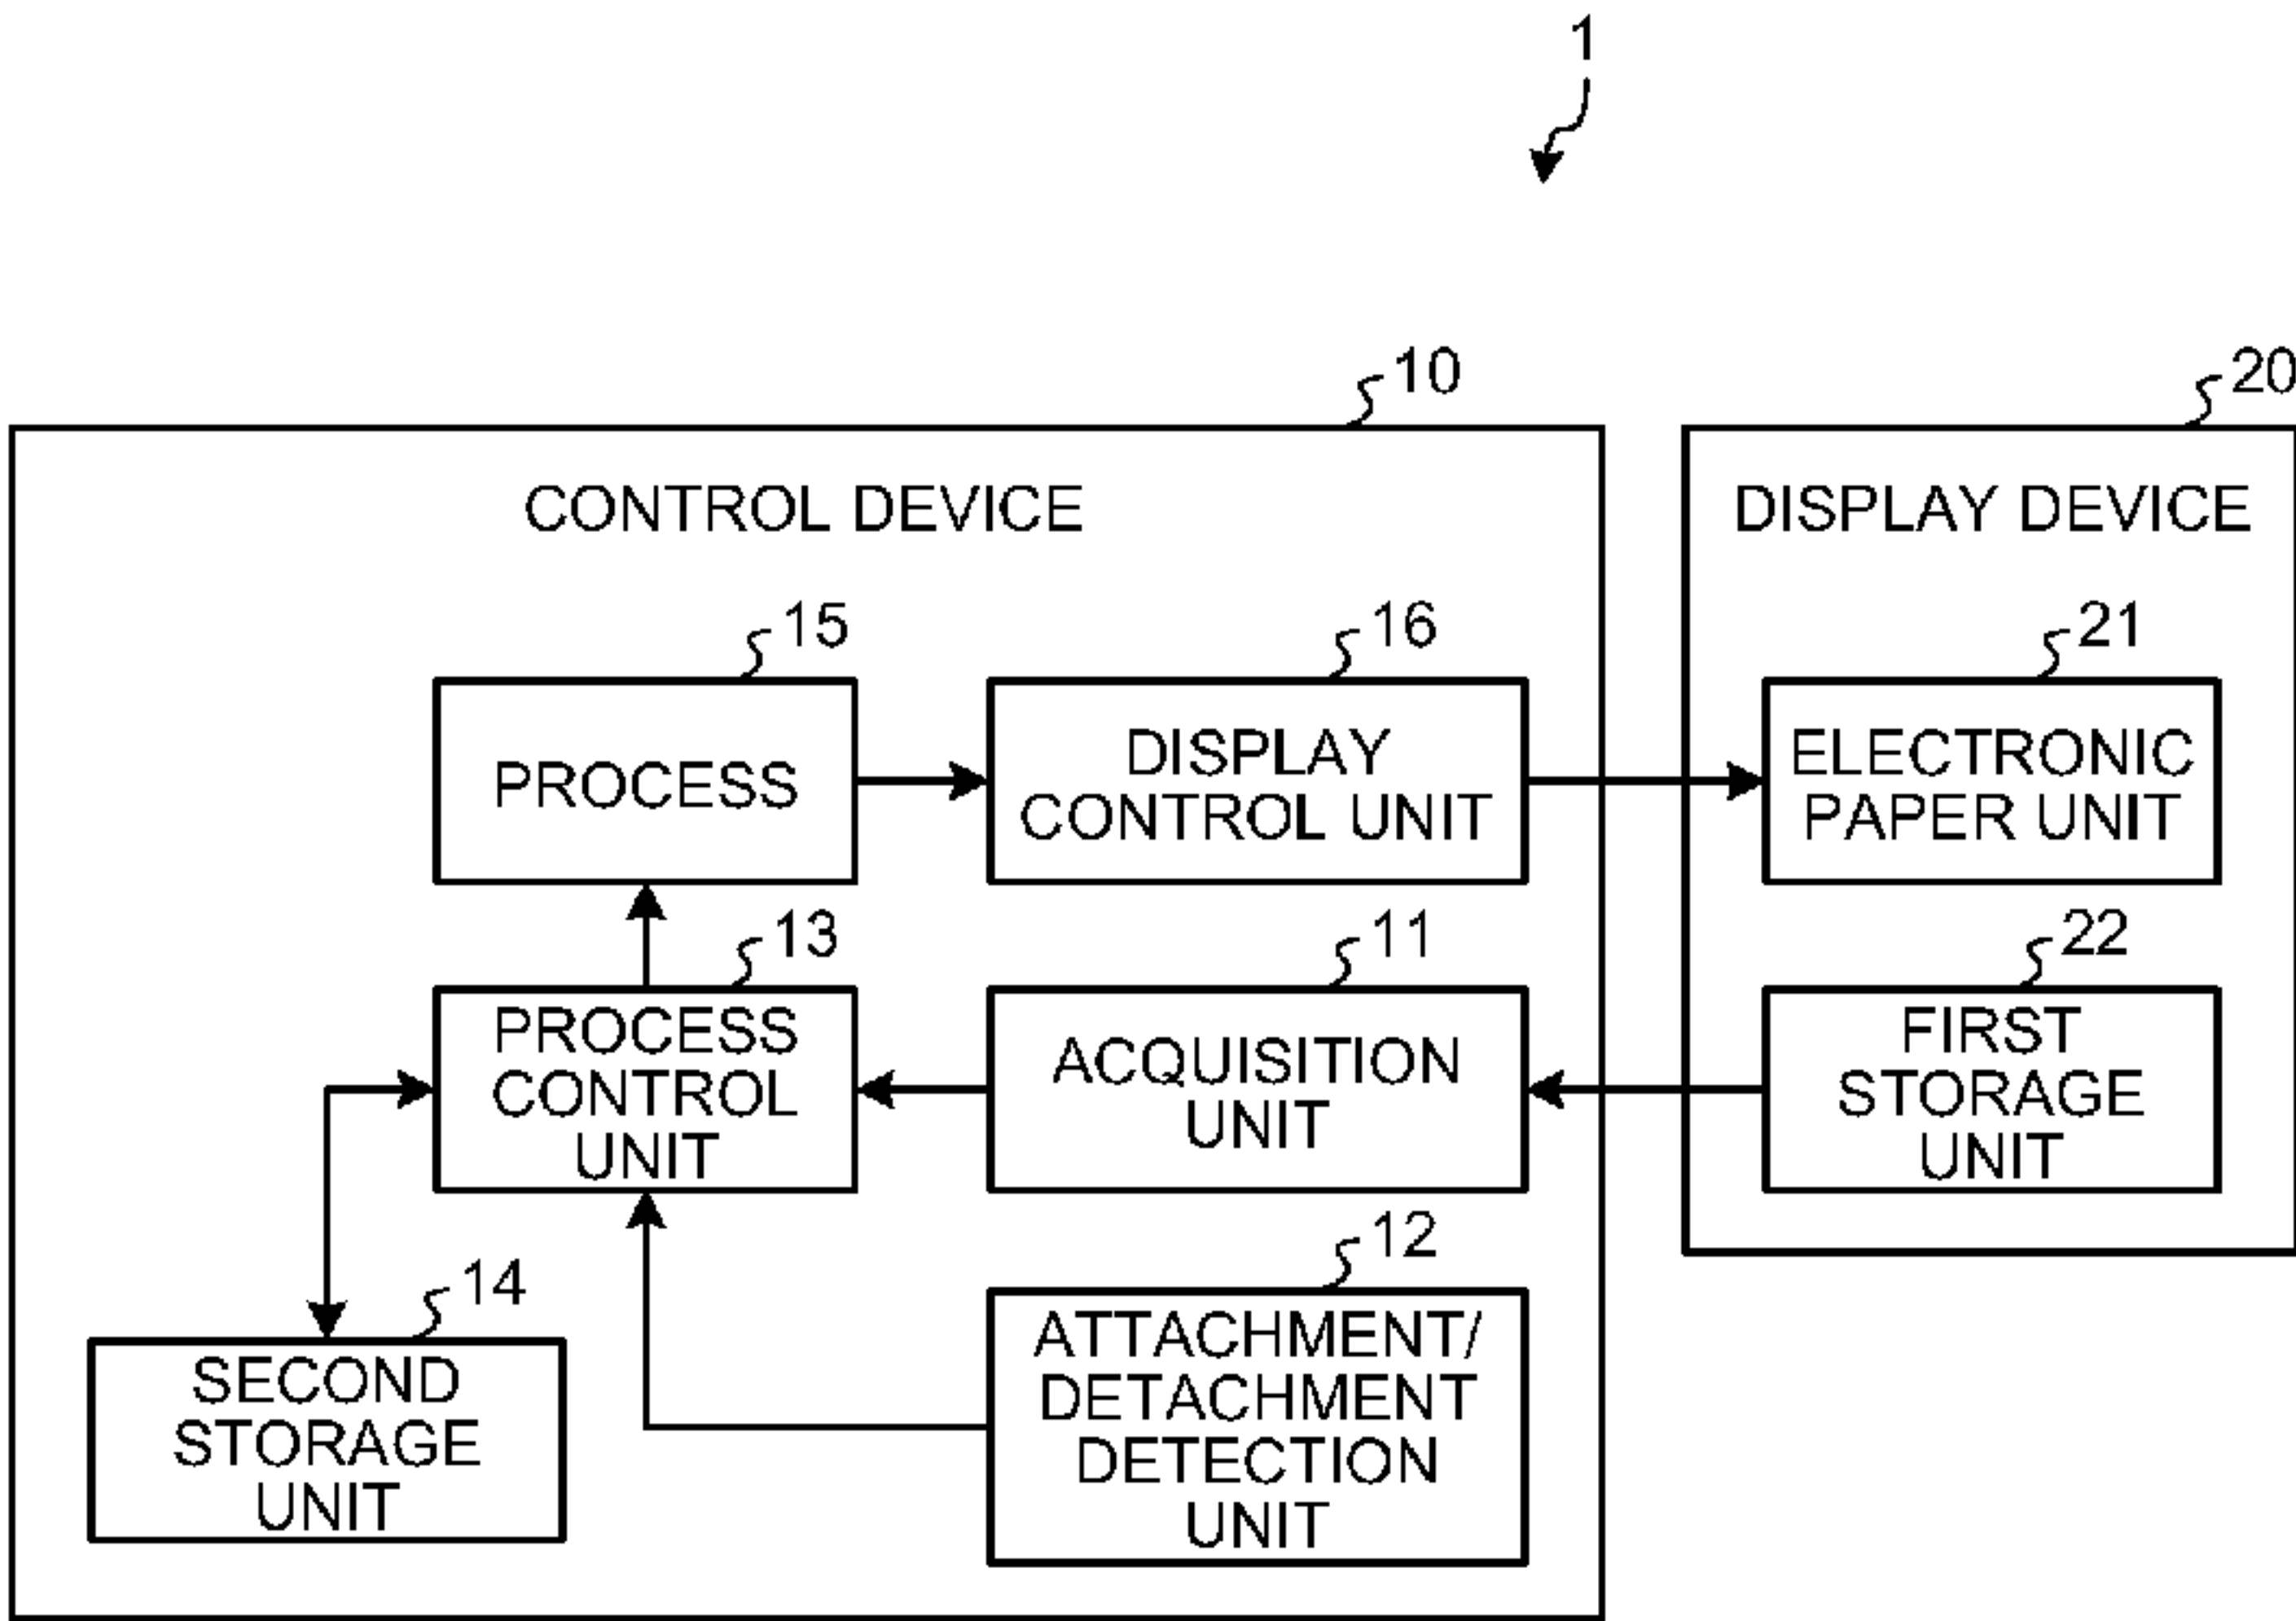 1
10
20
CONTROL DEVICE
DISPLAY DEVICE
15
16
21
PROCESS
DISPLAY
CONTROL UNIT
ELECTRONIC
PAPER UNIT
13
11
22
PROCESS
CONTROL
UNIT
ACQUISITION
UNIT
FIRST
STORAGE
UNIT
12
14
ATTACHMENT/
DETACHMENT
DETECTION
UNIT
SECOND
STORAGE
UNIT